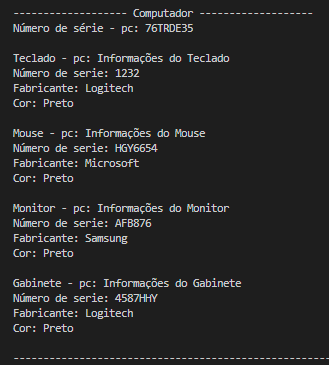 ------------------ Computador ------------------
Número de série - pc: 76TRDE35
Teclado - pc: Informações do Teclado
Número de serie: 1232
Fabricante: Logitech
Cor: Preto
Mouse - pc: Informações do Mouse
Número de serie: HGY6654
Fabricante: Microsoft
Cor: Preto
Monitor - pc: Informações do Monitor
Número de serie: AFB876
Fabricante: Samsung
Cor: Preto
Gabinete - pc: Informações do Gabinete
Número de serie: 4587HHY
Fabricante: Logitech
Cor: Preto
----------------------------------------------------